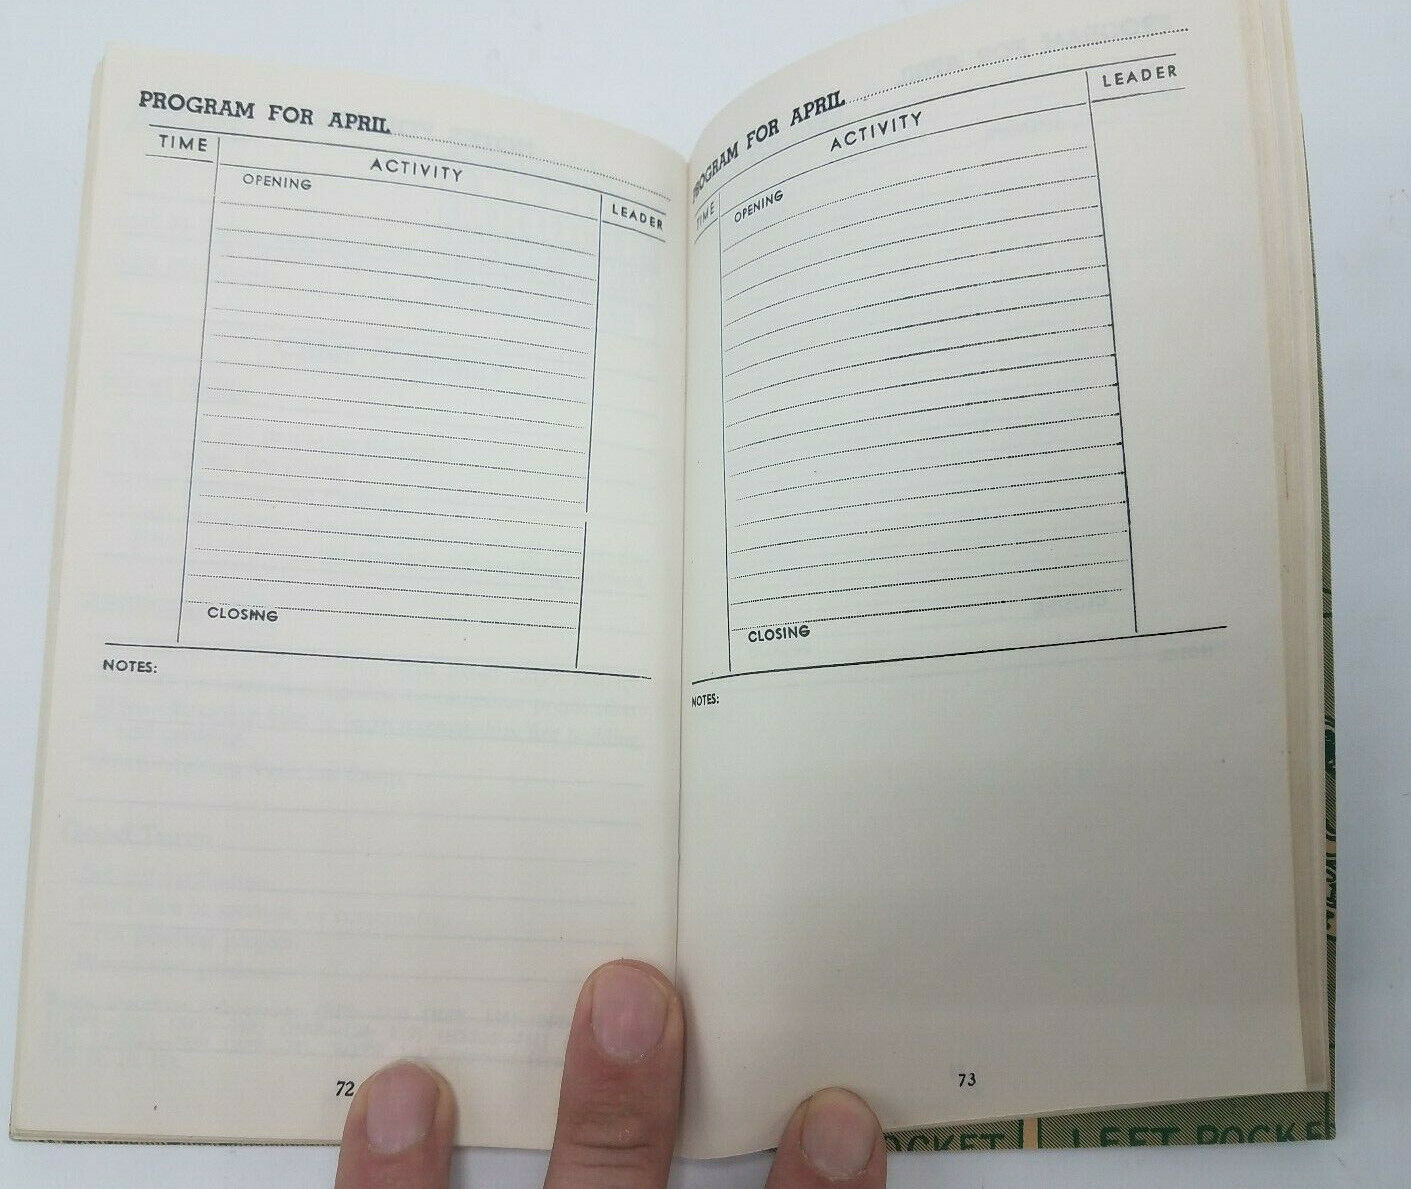 PROGRAM FOR APRIL
TIME ACTIVITY LEADER
OPENING
CLOSING
NOTES:
72
PROGRAM FOR APRIL
TIME ACTIVITY LEADER
OPENING
CLOSING
NOTES:
73
LEFT POCKE